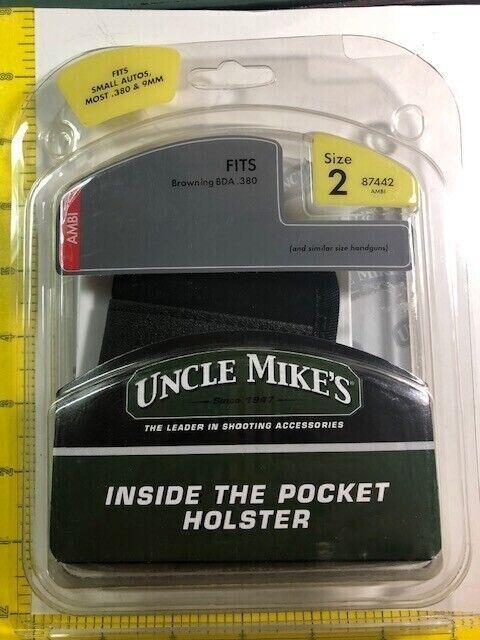 FITS
SMALL AUTOS,
MOST .380 & 9MM
FITS
Browning BDA .380
Size
2
87442
AMBI
AMBI
(and similar size handguns)
UNCLE MIKE'S®
Since 1947
THE LEADER IN SHOOTING ACCESSORIES
INSIDE THE POCKET
HOLSTER